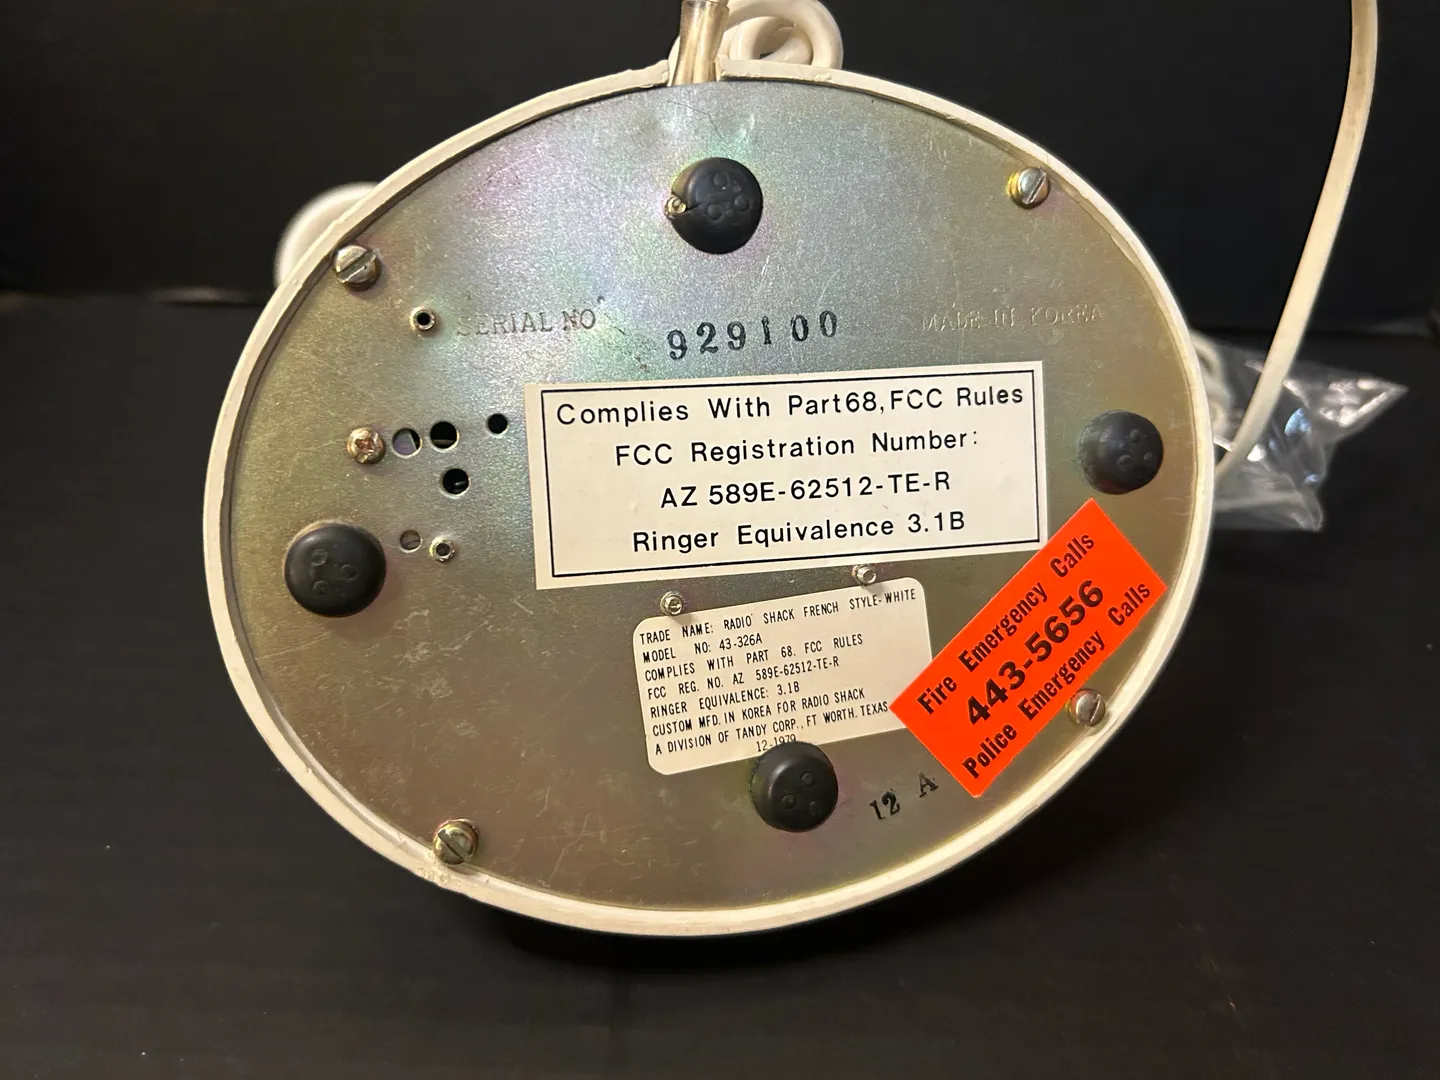 SERIAL NO
929100
MADE IN KOREA
Complies With Part68, FCC Rules
FCC Registration Number:
AZ 589E-62512-TE-R
Ringer Equivalence 3.1B
TRADE NAME: RADIO SHACK FRENCH STYLE-WHITE
MODEL NO: 43-326A
COMPLIES WITH PART 68. FCC RULES
FCC REG. NO. AZ 589E-62512-TE-R
RINGER EQUIVALENCE: 3.1B
CUSTOM MFD. IN KOREA FOR RADIO SHACK
A DIVISION OF TANDY CORP., FT WORTH. TEXAS
12-1979
Fire Emergency Calls
443-5656
Police Emergency Calls
12 A